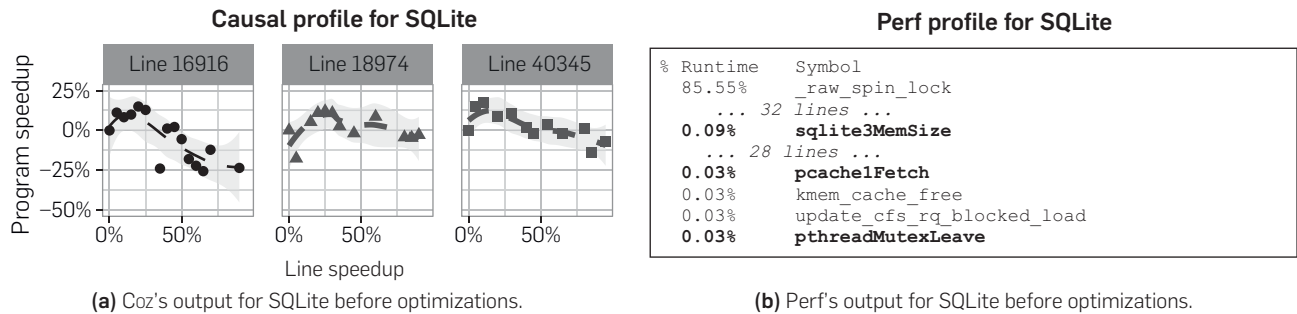 Causal profile for SQLite
Line 16916 Line 18974 Line 40345
Program speedup
25%
0%
−25%
−50%
0% 50% 0% 50% 0% 50%
Line speedup
(a) Coz's output for SQLite before optimizations.
Perf profile for SQLite
% Runtime Symbol
85.55% _raw_spin_lock
... 32 lines ...
0.09% sqlite3MemSize
... 28 lines ...
0.03% pcache1Fetch
0.03% kmem_cache_free
0.03% update_cfs_rq_blocked_load
0.03% pthreadMutexLeave
(b) Perf's output for SQLite before optimizations.